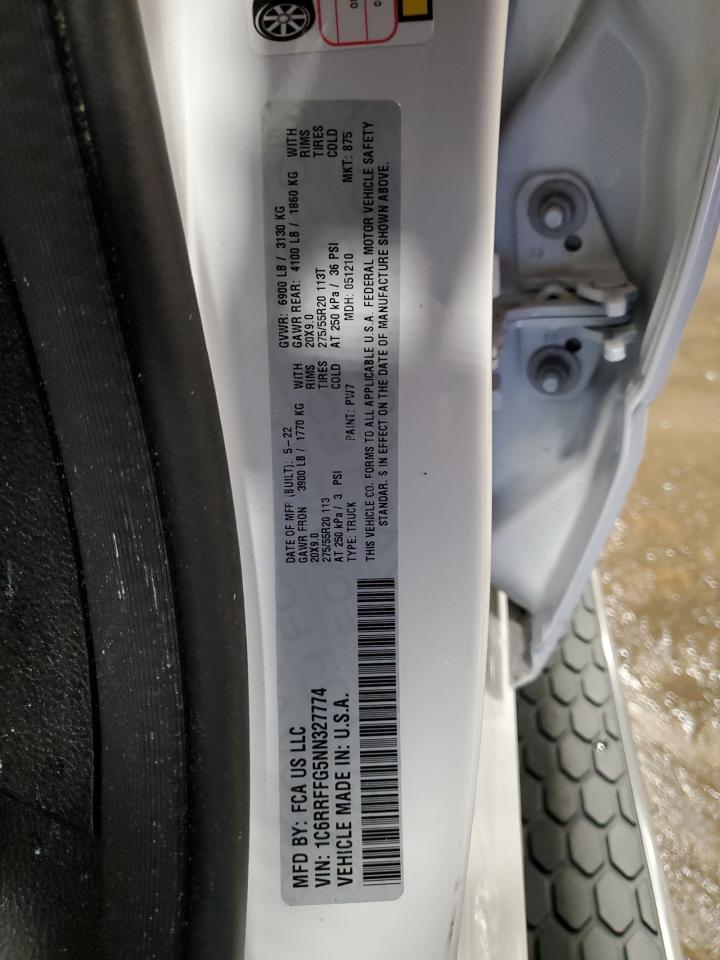 MFD BY: FCA US LLC
VIN: 1C6RRFFG5NN327774
VEHICLE MADE IN: U.S.A.
DATE OF MFP (BUILT): 5-22 GVWR: 6900 LB / 3130 KG
GAWR FRON 3900 LB / 1770 KG WITH GAWR REAR: 4100 LB / 1860 KG WITH
20X9.0 RIMS 20X9.0 RIMS
275/55R20 113 TIRES 275/55R20 113T TIRES
AT 250 kPa / 3 PSI COLD AT 250 kPa / 36 PSI COLD
TYPE: TRUCK PAINT: PW7 MDH: 051210 MKT: 875
THIS VEHICLE CO. FORMS TO ALL APPLICABLE U.S.A. FEDERAL MOTOR VEHICLE SAFETY
STANDAR. S IN EFFECT ON THE DATE OF MANUFACTURE SHOWN ABOVE.